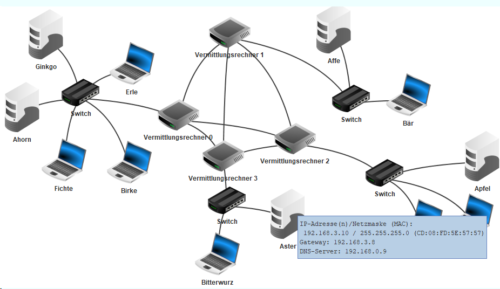 Vermittlungsrechner 1
Affe
Ginkgo
Erle
Switch
Switch
Bär
Ahorn
Vermittlungsrechner 0
Vermittlungsrechner 2
Fichte
Birke
Vermittlungsrechner 3
Switch
Apfel
Switch
Aster
IP-Adresse(n)/Netzmaske (MAC):
192.168.3.10 / 255.255.255.0 (CD:08:FD:5E:57:57)
Gateway: 192.168.3.8
DNS-Server: 192.168.0.9
Bitterwurz